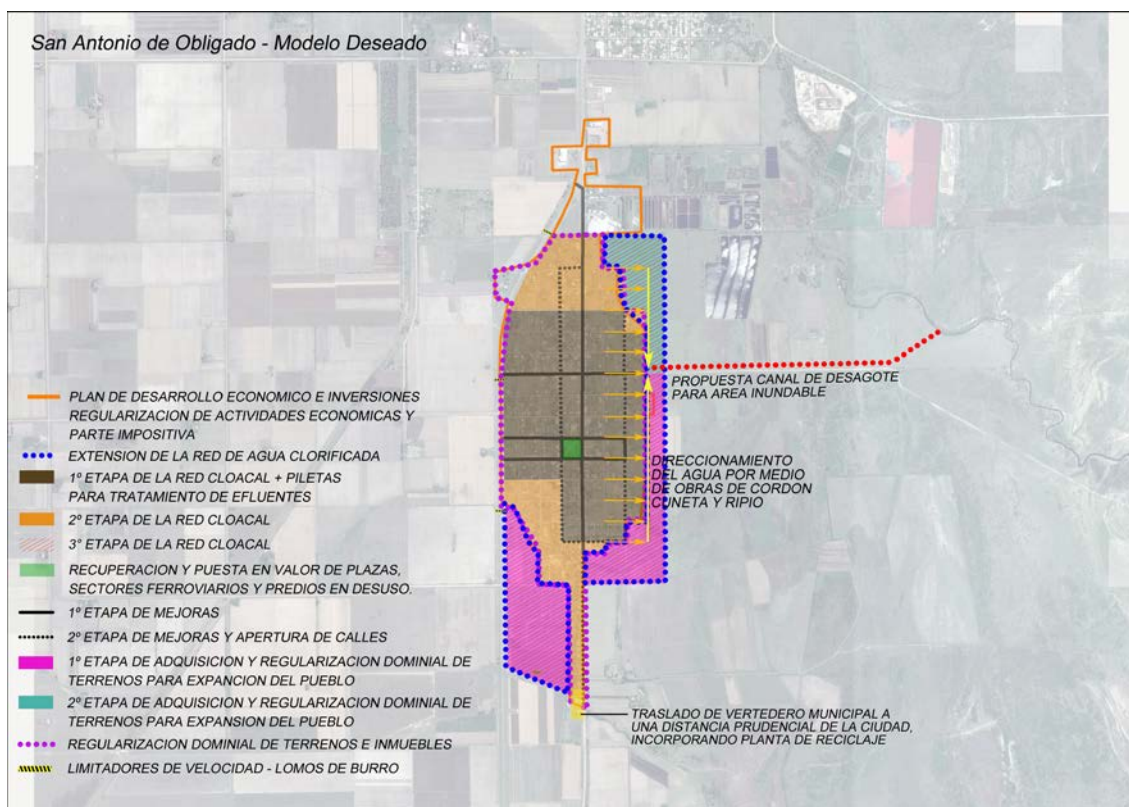 San Antonio de Obligado - Modelo Deseado
PLAN DE DESARROLLO ECONOMICO E INVERSIONES
REGULARIZACION DE ACTIVIDADES ECONOMICAS Y
PARTE IMPOSITIVA
EXTENSION DE LA RED DE AGUA CLORIFICADA
1º ETAPA DE LA RED CLOACAL + PILETAS
PARA TRATAMIENTO DE EFLUENTES
2º ETAPA DE LA RED CLOACAL
3° ETAPA DE LA RED CLOACAL
RECUPERACION Y PUESTA EN VALOR DE PLAZAS,
SECTORES FERROVIARIOS Y PREDIOS EN DESUSO.
1º ETAPA DE MEJORAS
2º ETAPA DE MEJORAS Y APERTURA DE CALLES
1º ETAPA DE ADQUISICION Y REGULARIZACION DOMINIAL DE
TERRENOS PARA EXPANCION DEL PUEBLO
2º ETAPA DE ADQUISICION Y REGULARIZACION DOMINIAL DE
TERRENOS PARA EXPANSION DEL PUEBLO
REGULARIZACION DOMINIAL DE TERRENOS E INMUEBLES
LIMITADORES DE VELOCIDAD - LOMOS DE BURRO
PROPUESTA CANAL DE DESAGOTE
PARA AREA INUNDABLE
DIRECCIONAMIENTO
DEL AGUA POR MEDIO
DE OBRAS DE CORDON
CUNETA Y RIPIO
TRASLADO DE VERTEDERO MUNICIPAL A
UNA DISTANCIA PRUDENCIAL DE LA CIUDAD,
INCORPORANDO PLANTA DE RECICLAJE